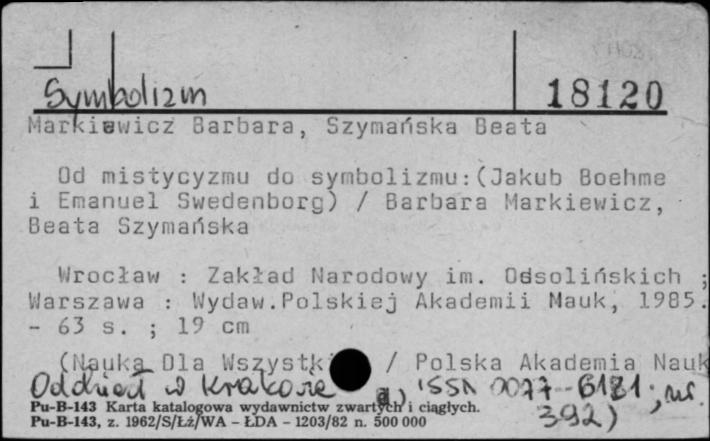 Symbolizm 18120
Markiewicz Barbara, Szymańska Beata
Od mistycyzmu do symbolizmu:(Jakub Boehme
i Emanuel Swedenborg) / Barbara Markiewicz,
Beata Szymańska
Wrocław : Zakład Narodowy im. Ossolińskich ;
Warszawa : Wydaw.Polskiej Akademii Nauk, 1985.
- 63 s. ; 19 cm
(Nauka Dla / Polska Akademia Nauk
Oddział w Krakowie , ISSN 0077-6181 ; nr.
392)
Pu-B-143 Karta katalogowa wydawnictw zwartych i ciągłych.
Pu-B-143, z. 1962/S/Łż/WA – ŁDA – 1203/82 n. 500 000